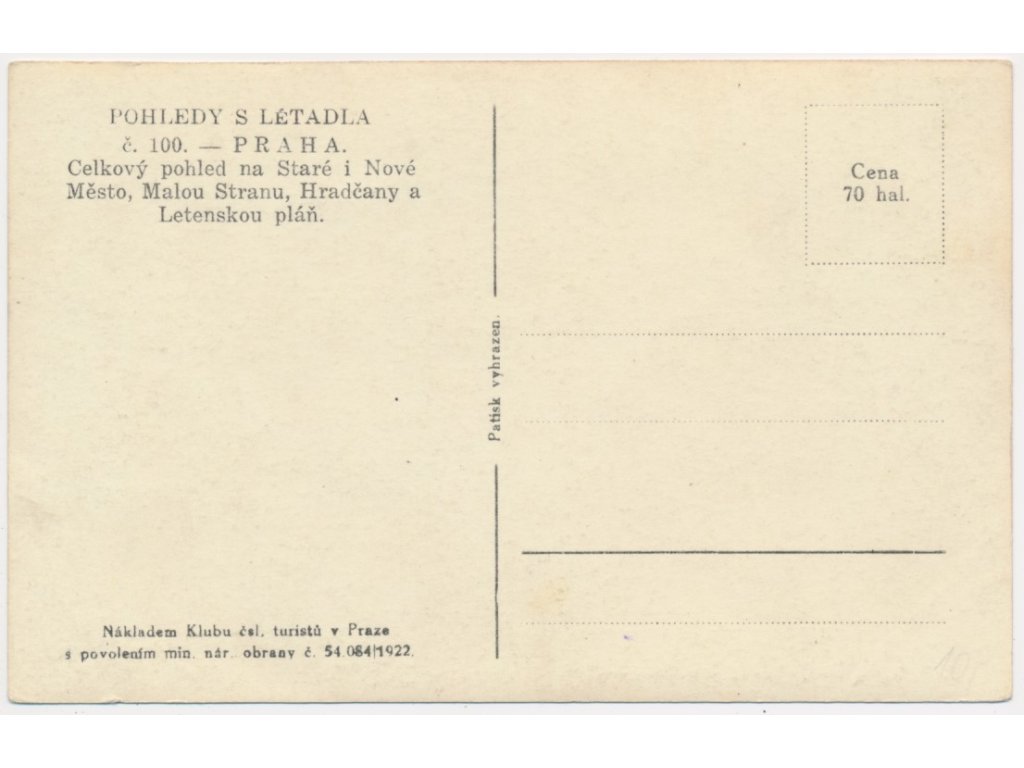 POHLEDY S LÉTADLA
č. 100. — PRAHA.
Celkový pohled na Staré i Nové
Město, Malou Stranu, Hradčany a
Letenskou pláň.
Cena
70 hal.
Patisk vyhrazen.
Nákladem Klubu čsl. turistů v Praze
s povolením min. nár. obrany č. 54.084|1922.
10